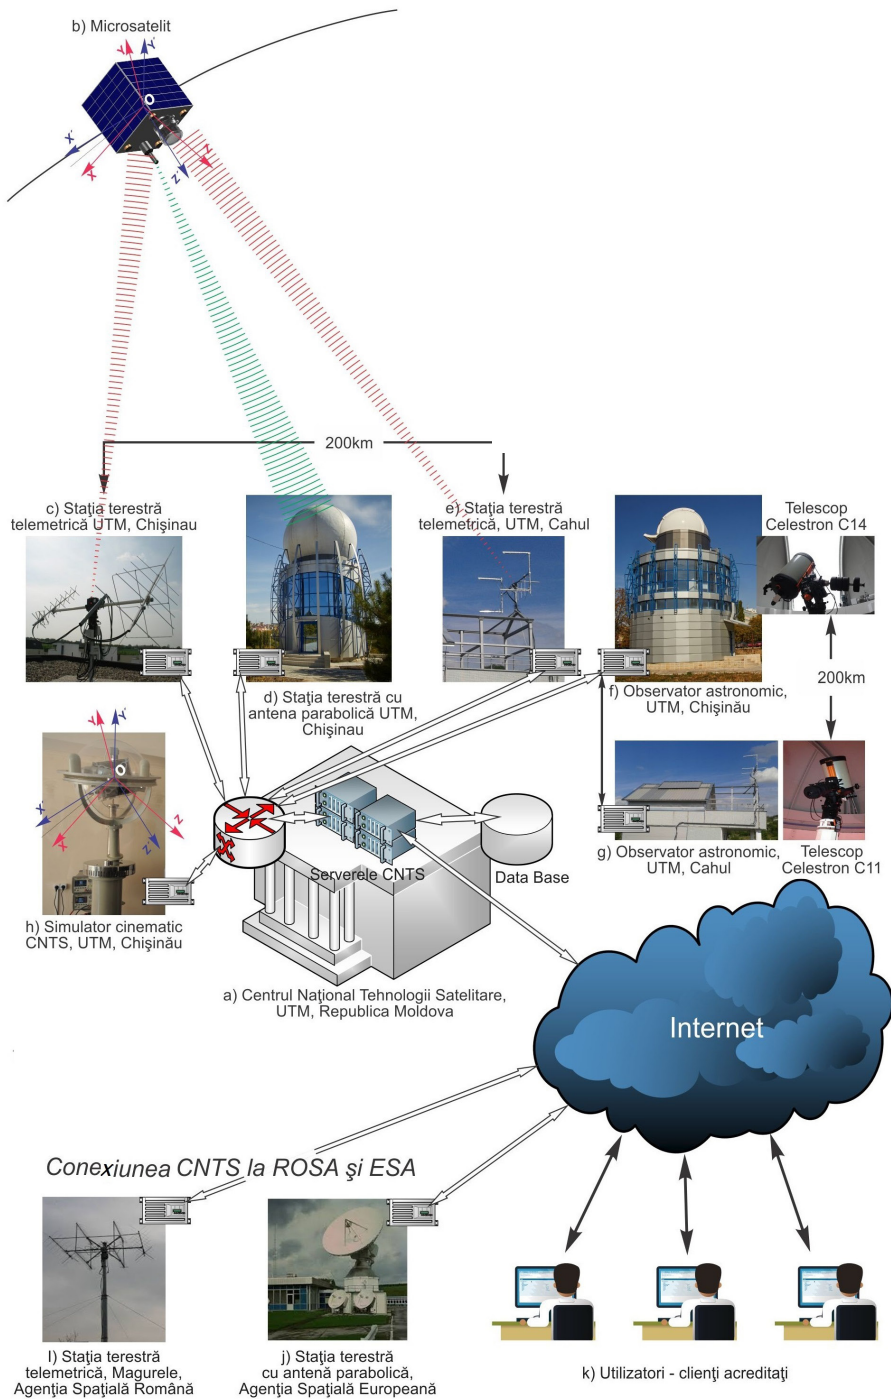 b) Microsatelit
Y
Y'
O
X'
X
Z'
Z
200km
c) Staţia terestră
telemetrică UTM, Chişinau
e) Staţia terestră
telemetrică, UTM, Cahul
Telescop
Celestron C14
d) Staţia terestră cu
antena parabolică UTM,
Chişinau
f) Observator astronomic,
UTM, Chişinău
200km
Y
Y'
O
X'
X
Z'
Z
Serverele CNTS
Data Base
g) Observator astronomic,
UTM, Cahul
Telescop
Celestron C11
h) Simulator cinematic
CNTS, UTM, Chişinău
a) Centrul Naţional Tehnologii Satelitare,
UTM, Republica Moldova
Internet
Conexiunea CNTS la ROSA şi ESA
l) Staţia terestră
telemetrică, Magurele,
Agenţia Spaţială Română
j) Staţia terestră
cu antenă parabolică,
Agenţia Spaţială Europeană
k) Utilizatori - clienţi acreditaţi